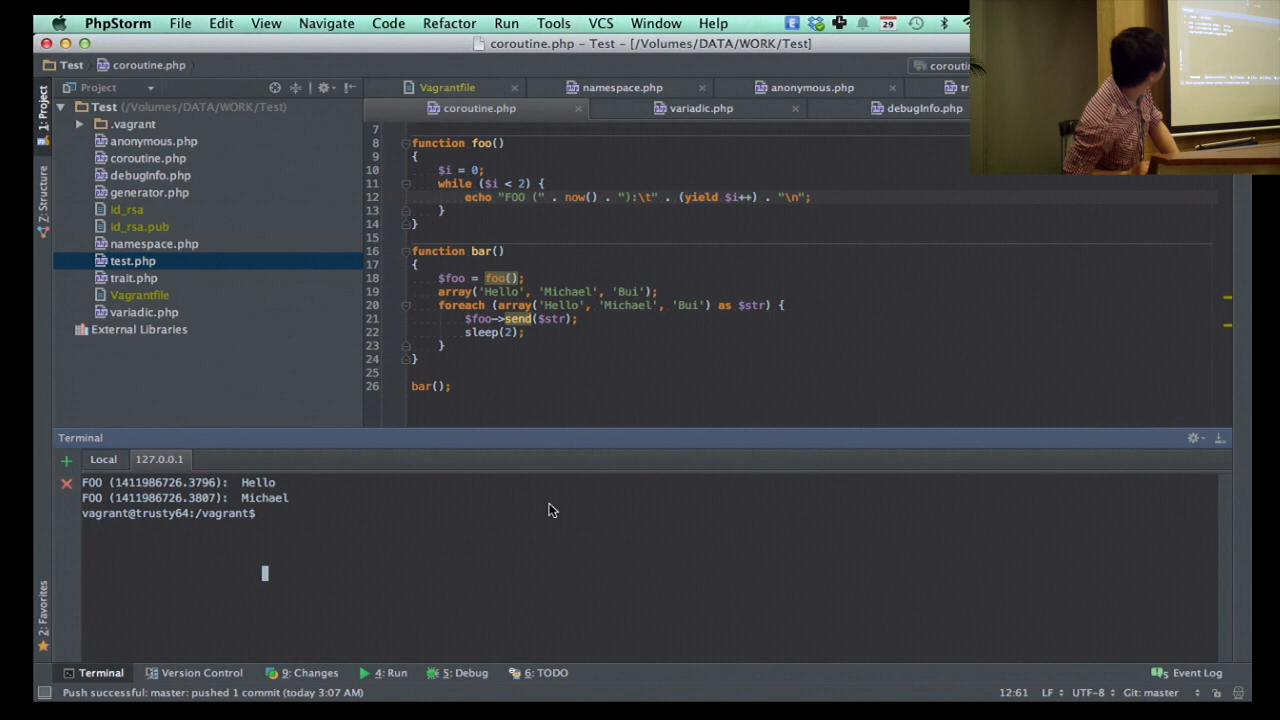 PhpStorm File Edit View Navigate Code Refactor Run Tools VCS Window Help 29
coroutine.php - Test - [/Volumes/DATA/WORK/Test]
Test coroutine.php
Project
Vagrantfile namespace.php anonymous.php
coroutine.php variadic.php debugInfo.php
1: Project
Z: Structure
2: Favorites
Test (/Volumes/DATA/WORK/Test)
.vagrant
anonymous.php
coroutine.php
debugInfo.php
generator.php
id_rsa
id_rsa.pub
namespace.php
test.php
trait.php
Vagrantfile
variadic.php
External Libraries
7
8 function foo()
9 {
10 $i = 0;
11 while ($i < 2) {
12 echo "FOO (" . now() . "):\t" . (yield $i++) . "\n";
13 }
14 }
15
16 function bar()
17 {
18 $foo = foo();
19 array('Hello', 'Michael', 'Bui');
20 foreach (array('Hello', 'Michael', 'Bui') as $str) {
21 $foo->send($str);
22 sleep(2);
23 }
24 }
25
26 bar();
Terminal
Local 127.0.0.1
FOO (1411986726.3796): Hello
FOO (1411986726.3807): Michael
vagrant@trusty64:/vagrant$
Terminal Version Control 9: Changes 4: Run 5: Debug 6: TODO Event Log
Push successful: master: pushed 1 commit (today 3:07 AM) 12:61 LF UTF-8 Git: master